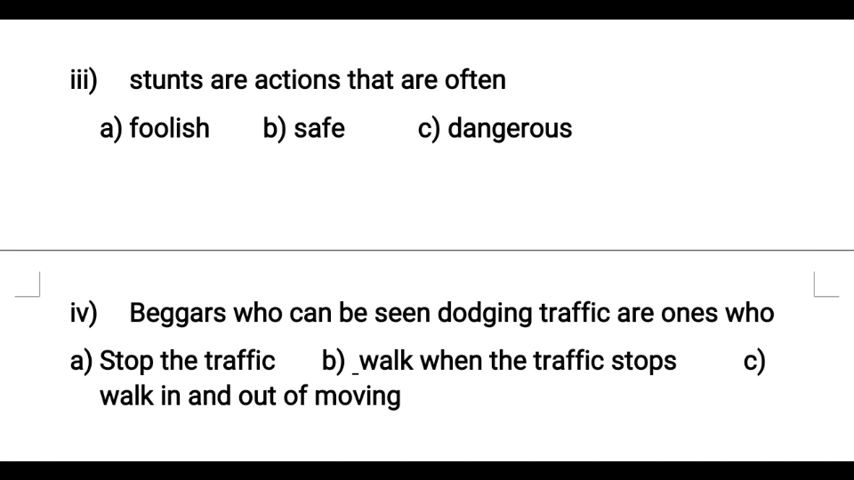 iii) stunts are actions that are often
a) foolish b) safe c) dangerous
iv) Beggars who can be seen dodging traffic are ones who
a) Stop the traffic b) _walk when the traffic stops c)
walk in and out of moving